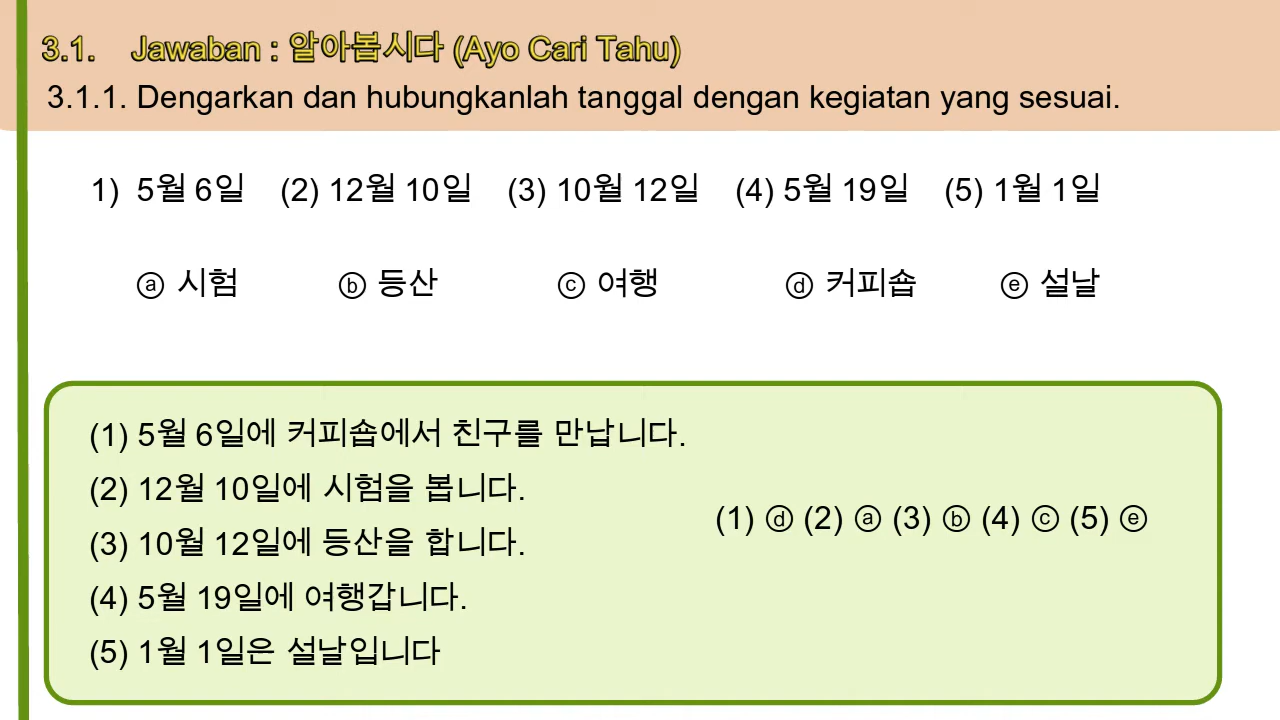 3.1. Jawaban : 알아봅시다 (Ayo Cari Tahu)
3.1.1. Dengarkan dan hubungkanlah tanggal dengan kegiatan yang sesuai.
1) 5월 6일 (2) 12월 10일 (3) 10월 12일 (4) 5월 19일 (5) 1월 1일
ⓐ 시험 ⓑ 등산 ⓒ 여행 ⓓ 커피숍 ⓔ 설날
(1) 5월 6일에 커피숍에서 친구를 만납니다.
(2) 12월 10일에 시험을 봅니다.
(3) 10월 12일에 등산을 합니다.
(4) 5월 19일에 여행갑니다.
(5) 1월 1일은 설날입니다
(1) ⓓ (2) ⓐ (3) ⓑ (4) ⓒ (5) ⓔ